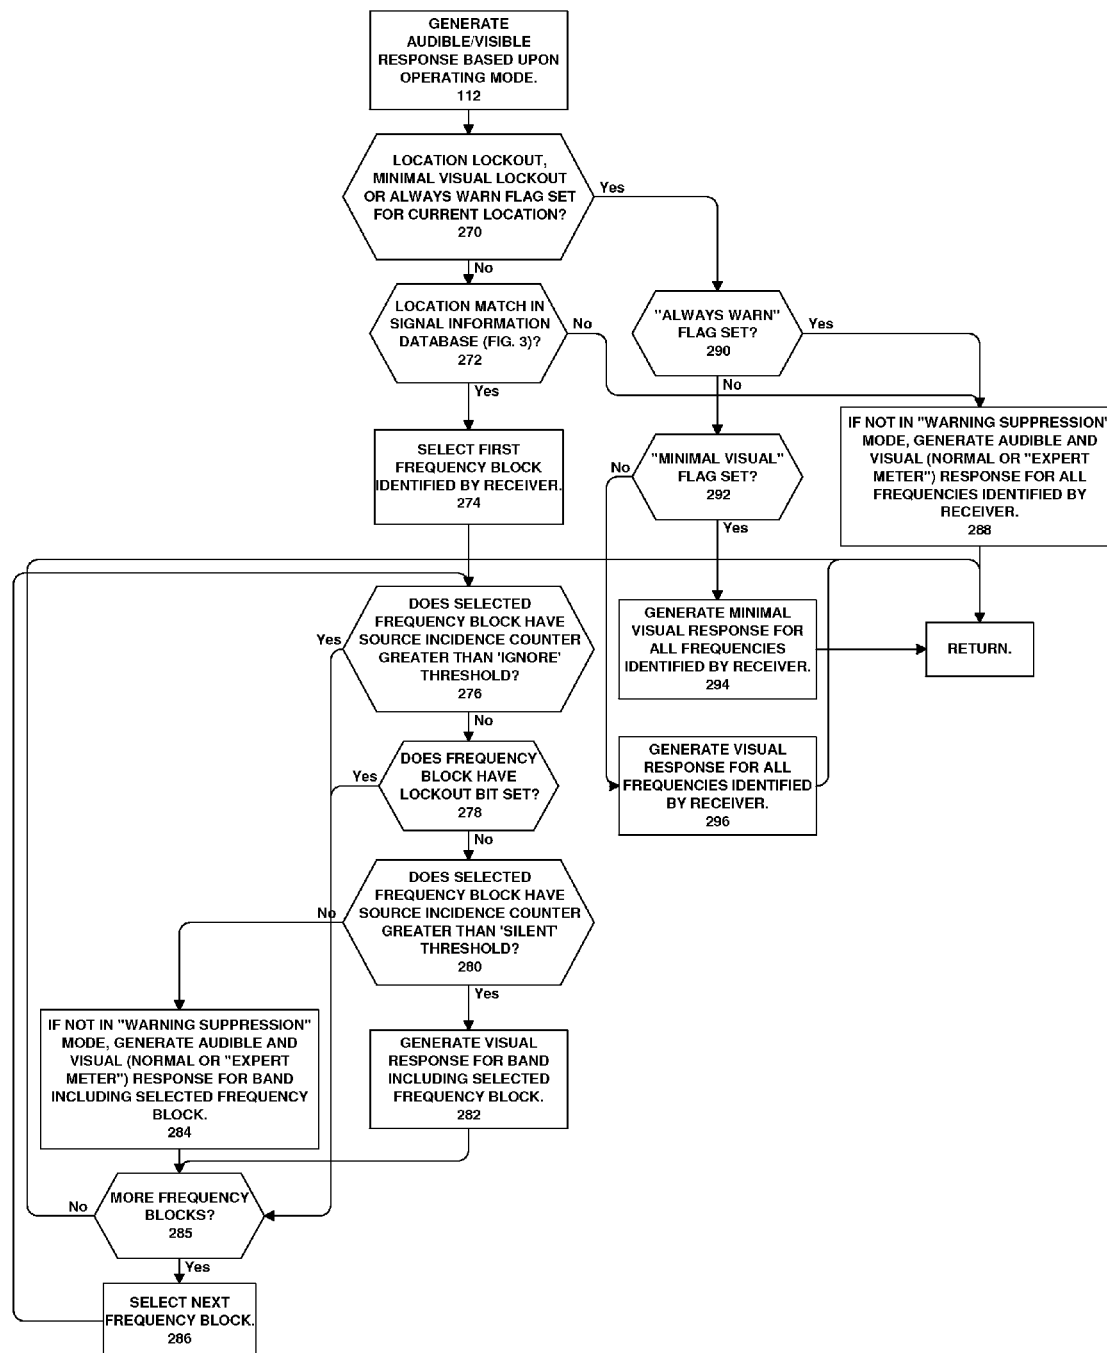 GENERATE
AUDIBLE/VISIBLE
RESPONSE BASED UPON
OPERATING MODE.
112
LOCATION LOCKOUT,
MINIMAL VISUAL LOCKOUT
OR ALWAYS WARN FLAG SET
FOR CURRENT LOCATION?
270
Yes
No
LOCATION MATCH IN
SIGNAL INFORMATION
DATABASE (FIG. 3)?
272
No
Yes
"ALWAYS WARN"
FLAG SET?
290
Yes
No
SELECT FIRST
FREQUENCY BLOCK
IDENTIFIED BY RECEIVER.
274
"MINIMAL VISUAL"
FLAG SET?
292
No
Yes
IF NOT IN "WARNING SUPPRESSION"
MODE, GENERATE AUDIBLE AND
VISUAL (NORMAL OR "EXPERT
METER") RESPONSE FOR ALL
FREQUENCIES IDENTIFIED BY
RECEIVER.
288
DOES SELECTED
FREQUENCY BLOCK HAVE
SOURCE INCIDENCE COUNTER
GREATER THAN 'IGNORE'
THRESHOLD?
276
Yes
No
GENERATE MINIMAL
VISUAL RESPONSE FOR
ALL FREQUENCIES
IDENTIFIED BY RECEIVER.
294
RETURN.
DOES FREQUENCY
BLOCK HAVE
LOCKOUT BIT SET?
278
Yes
No
GENERATE VISUAL
RESPONSE FOR ALL
FREQUENCIES IDENTIFIED
BY RECEIVER.
296
DOES SELECTED
FREQUENCY BLOCK HAVE
SOURCE INCIDENCE COUNTER
GREATER THAN 'SILENT'
THRESHOLD?
280
No
Yes
IF NOT IN "WARNING SUPPRESSION"
MODE, GENERATE AUDIBLE AND
VISUAL (NORMAL OR "EXPERT
METER") RESPONSE FOR BAND
INCLUDING SELECTED FREQUENCY
BLOCK.
284
GENERATE VISUAL
RESPONSE FOR BAND
INCLUDING SELECTED
FREQUENCY BLOCK.
282
MORE FREQUENCY
BLOCKS?
285
No
Yes
SELECT NEXT
FREQUENCY BLOCK.
286